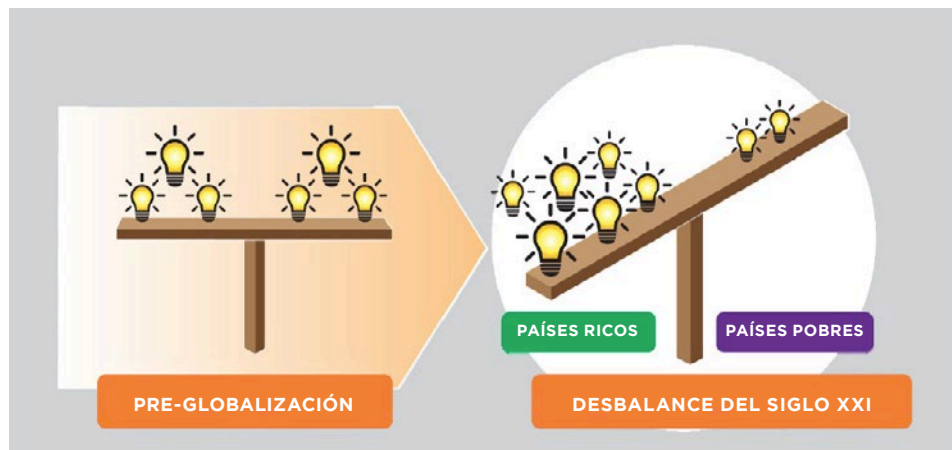 PAÍSES RICOS
PAÍSES POBRES
PRE-GLOBALIZACIÓN
DESBALANCE DEL SIGLO XXI